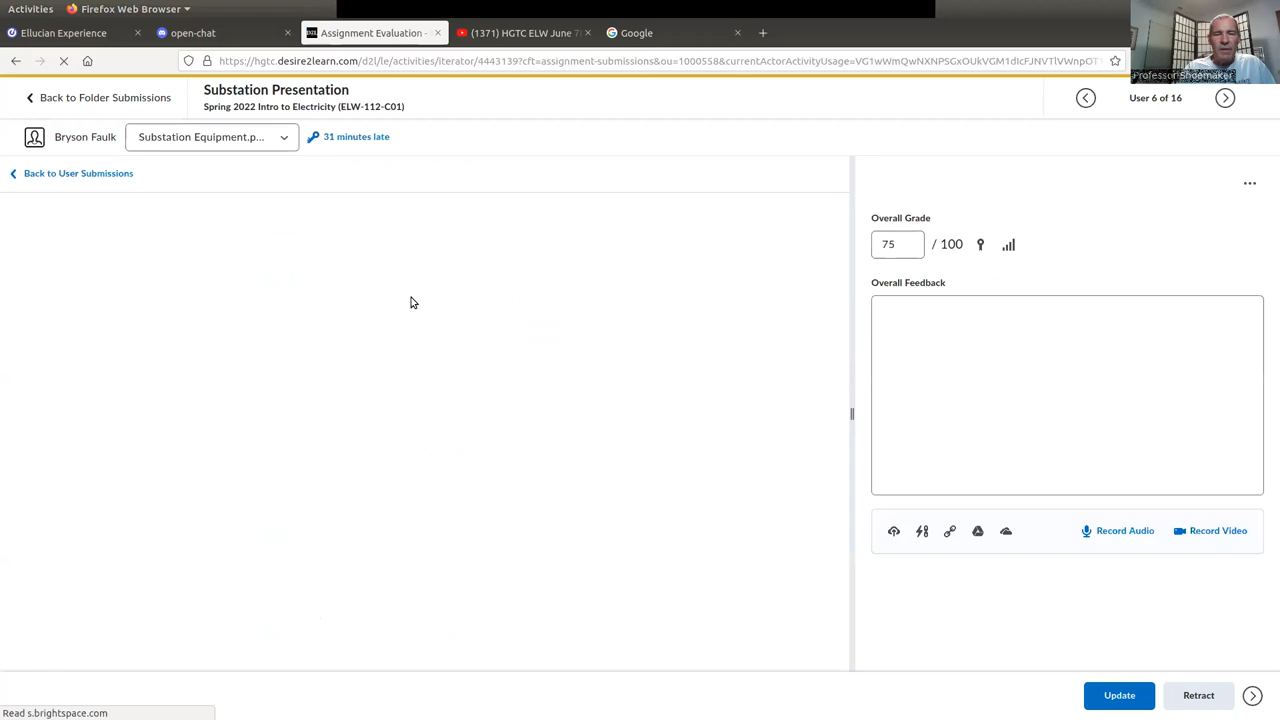 Activities Firefox Web Browser
Ellucian Experience
open-chat
Assignment Evaluation -
(1371) HGTC ELW June 7
Google
https://hgtc.desire2learn.com/d2l/le/activities/iterator/4443139?cft=assignment-submissions&ou=1000558&currentActorActivityUsage=
Professor Shoemaker
Back to Folder Submissions
Substation Presentation
Spring 2022 Intro to Electricity (ELW-112-C01)
User 6 of 16
Bryson Faulk
Substation Equipment.p...
31 minutes late
Back to User Submissions
Overall Grade
75 / 100
Overall Feedback
Record Audio
Record Video
Update
Retract
Read s.brightspace.com